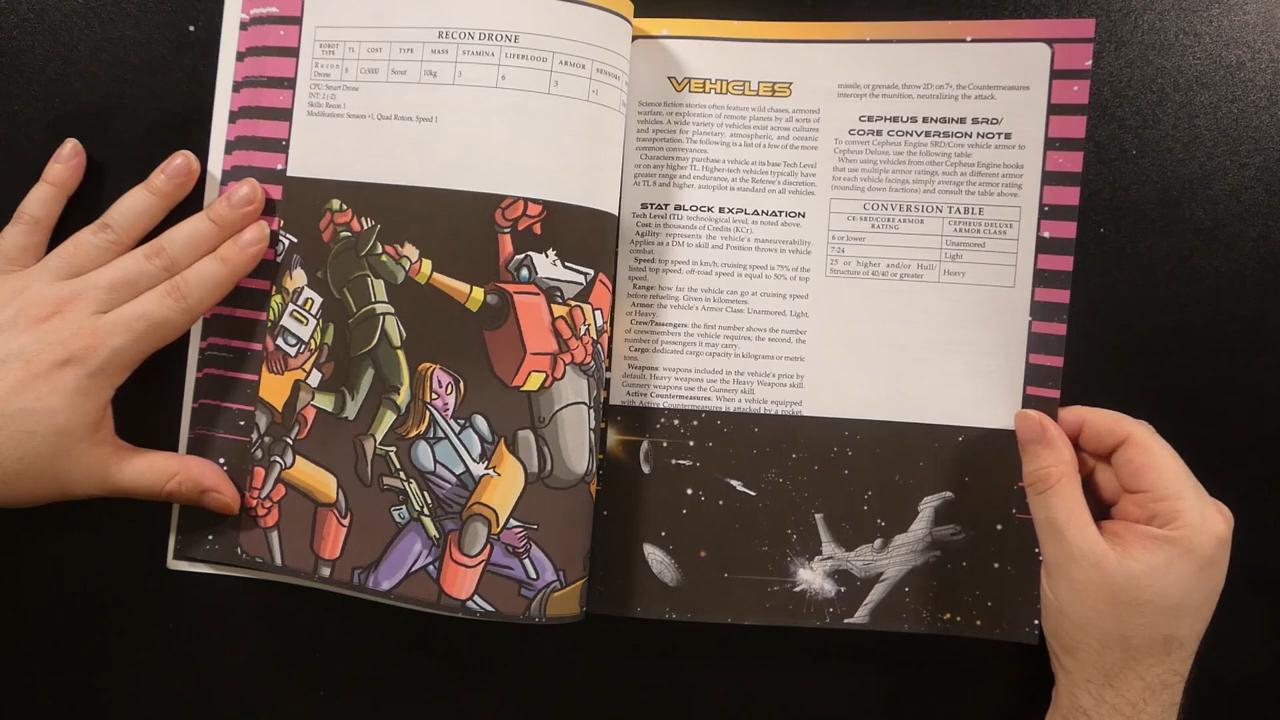 RECON DRONE
ROBOT TYPE TL COST TYPE MASS STAMINA LIFEBLOOD ARMOR SENSORS
Recon Drone 8 Cr3000 Scout 10kg 3 6 3 +1
CPU: Smart Drone
INT: 2 (-2)
Skills: Recon 1
Modifications: Sensors +1, Quad Rotors, Speed 1
VEHICLES
Science fiction stories often feature wild chases, armored
warfare, or exploration of remote planets by all sorts of
vehicles. A wide variety of vehicles exist across cultures
and species for planetary, atmospheric, and oceanic
transportation. The following is a list of a few of the more
common conveyances.
Characters may purchase a vehicle at its base Tech Level
or on any higher TL. Higher-tech vehicles typically have
greater range and endurance, at the Referee's discretion.
At TL 8 and higher, autopilot is standard on all vehicles.
STAT BLOCK EXPLANATION
Tech Level (TL): technological level, as noted above.
Cost: in thousands of Credits (KCr).
Agility: represents the vehicle's maneuverability.
Applies as a DM to skill and Position throws in vehicle
combat.
Speed: top speed in km/h; cruising speed is 75% of the
listed top speed; off-road speed is equal to 50% of top
speed.
Range: how far the vehicle can go at cruising speed
before refueling. Given in kilometers.
Armor: the vehicle's Armor Class: Unarmored, Light,
or Heavy.
Crew/Passengers: the first number shows the number
of crewmembers the vehicle requires; the second, the
number of passengers it may carry.
Cargo: dedicated cargo capacity in kilograms or metric
tons.
Weapons: weapons included in the vehicle's price by
default. Heavy weapons use the Heavy Weapons skill.
Gunnery weapons use the Gunnery skill.
Active Countermeasures: When a vehicle equipped
with Active Countermeasures is attacked by a rocket,
missile, or grenade, throw 2D; on 7+, the Countermeasures
intercept the munition, neutralizing the attack.
CEPHEUS ENGINE SRD/
CORE CONVERSION NOTE
To convert Cepheus Engine SRD/Core vehicle armor to
Cepheus Deluxe, use the following table:
When using vehicles from other Cepheus Engine books
that use multiple armor ratings, such as different armor
for each vehicle facings, simply average the armor rating
(rounding down fractions) and consult the table above.
CONVERSION TABLE
CE: SRD/CORE ARMOR RATING CEPHEUS DELUXE ARMOR CLASS
6 or lower Unarmored
7-24 Light
25 or higher and/or Hull/
Structure of 40/40 or greater Heavy